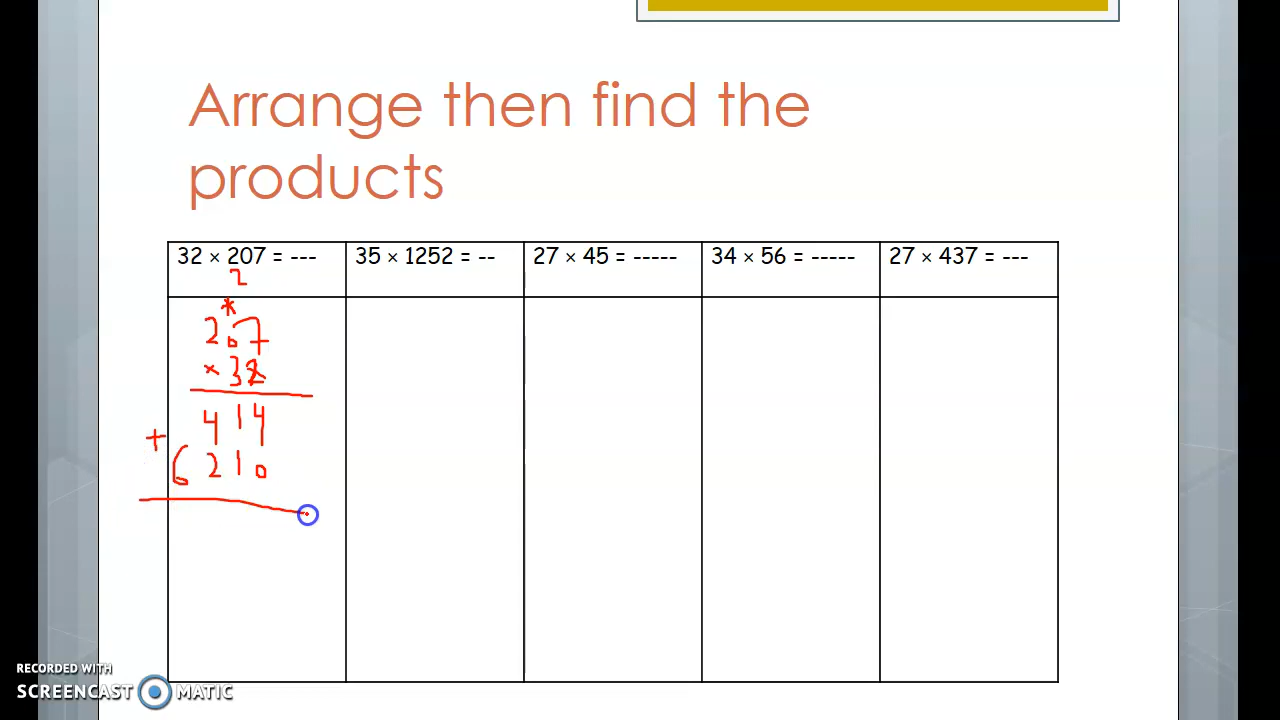 Arrange then find the
products
32 × 207 = ---
35 × 1252 = --
27 × 45 = -----
34 × 56 = -----
27 × 437 = ---
2
207
× 32
414
+ 6210
RECORDED WITH
SCREENCAST MATIC